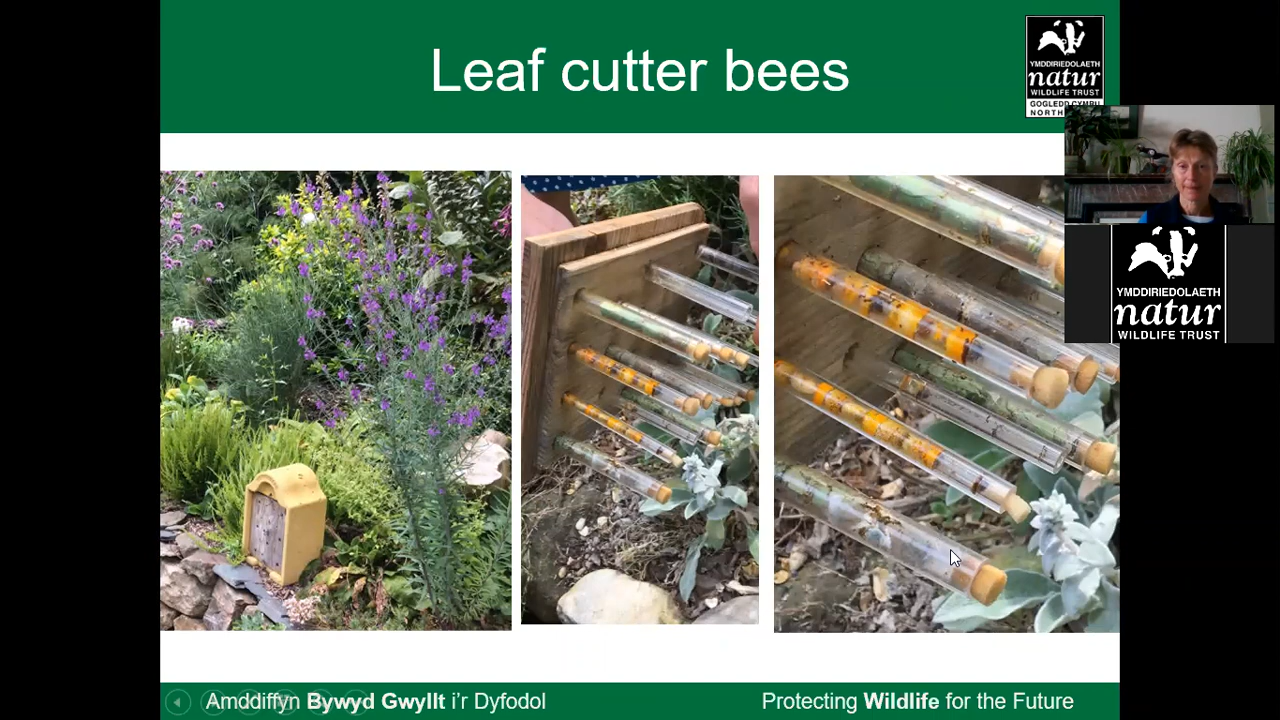 Leaf cutter bees
YMDDIRIEDOLAETH
natur
WILDLIFE TRUST
GOGLEDD CYMRU
NORTH
YMDDIRIEDOLAETH
natur
WILDLIFE TRUST
Amddiffyn Bywyd Gwyllt i'r Dyfodol
Protecting Wildlife for the Future